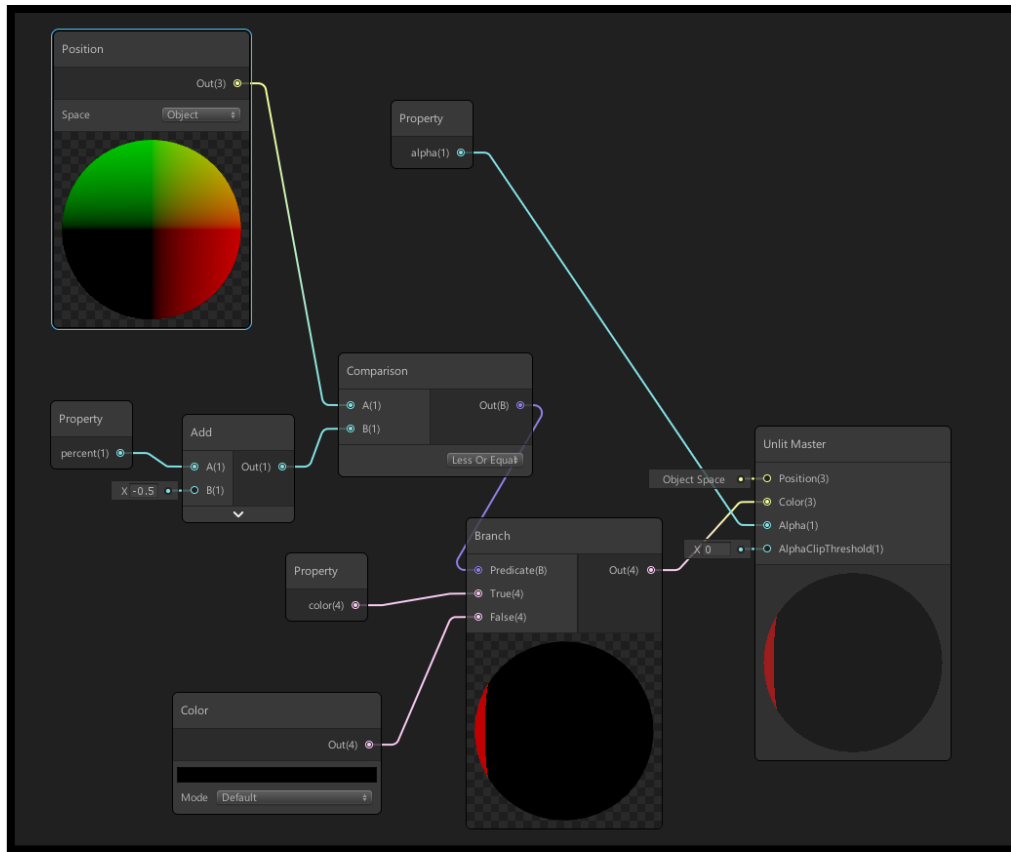 Position
Out(3)
Space
Object
Property
alpha(1)
Comparison
A(1)
Out(B)
B(1)
Less Or Equal
Property
percent(1)
Add
A(1)
Out(1)
X -0.5
B(1)
Unlit Master
Object Space
Position(3)
Color(3)
Alpha(1)
X 0
AlphaClipThreshold(1)
Branch
Predicate(B)
Out(4)
True(4)
False(4)
Property
color(4)
Color
Out(4)
Mode
Default